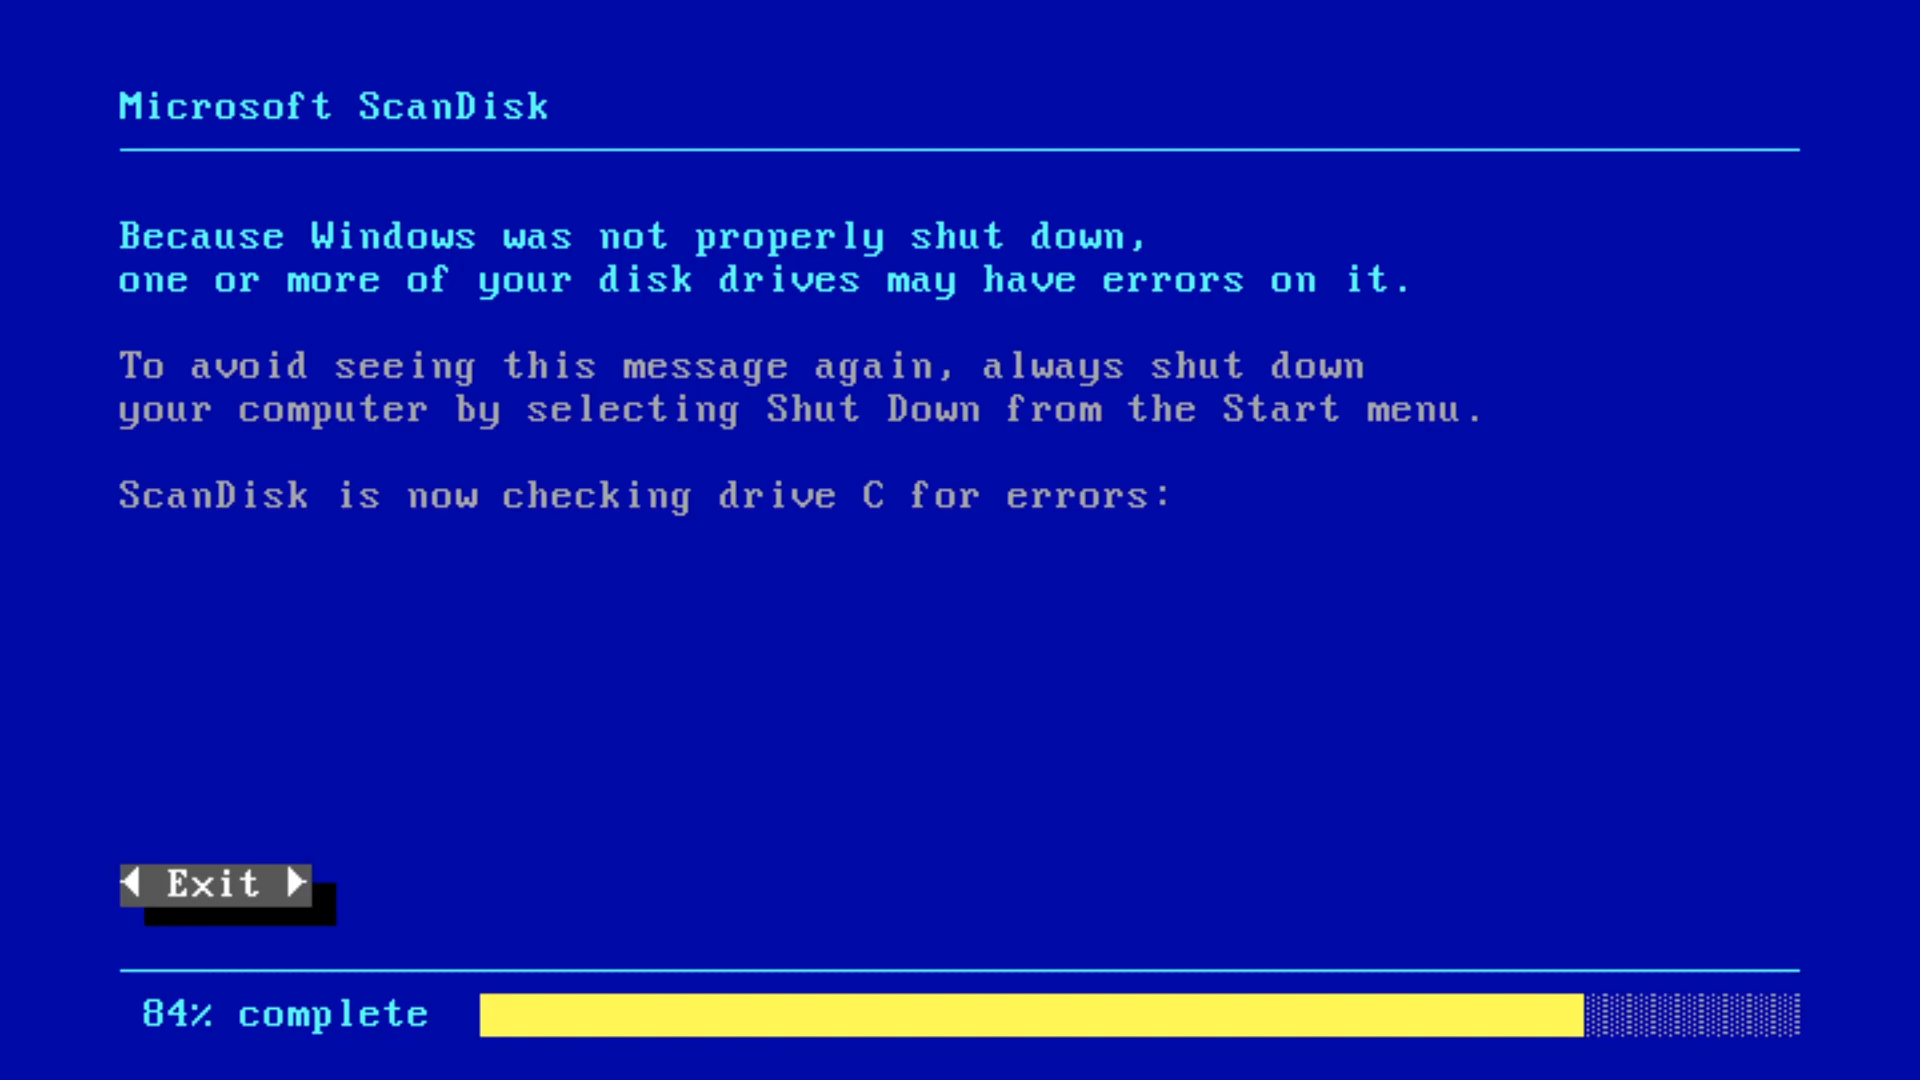 Microsoft ScanDisk
Because Windows was not properly shut down,
one or more of your disk drives may have errors on it.
To avoid seeing this message again, always shut down
your computer by selecting Shut Down from the Start menu.
ScanDisk is now checking drive C for errors:
Exit
84% complete